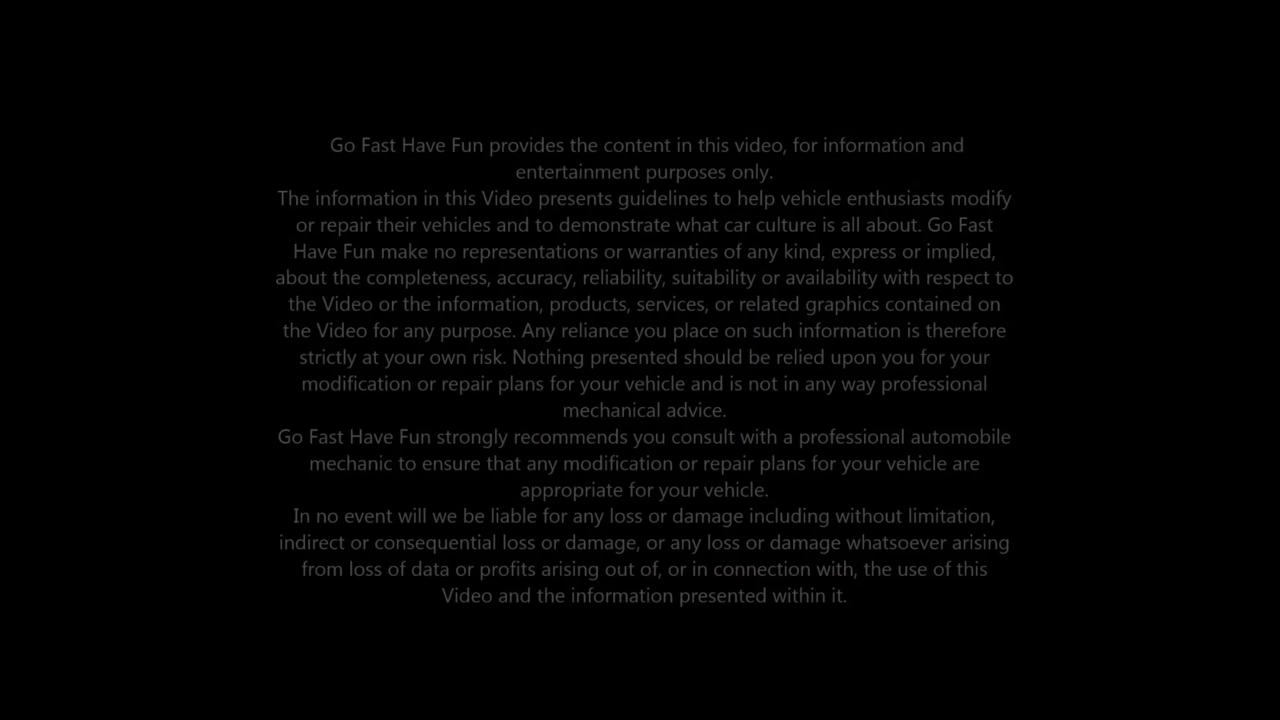 Go Fast Have Fun provides the content in this video, for information and
entertainment purposes only.
The information in this Video presents guidelines to help vehicle enthusiasts modify
or repair their vehicles and to demonstrate what car culture is all about. Go Fast
Have Fun make no representations or warranties of any kind, express or implied,
about the completeness, accuracy, reliability, suitability or availability with respect to
the Video or the information, products, services, or related graphics contained on
the Video for any purpose. Any reliance you place on such information is therefore
strictly at your own risk. Nothing presented should be relied upon you for your
modification or repair plans for your vehicle and is not in any way professional
mechanical advice.
Go Fast Have Fun strongly recommends you consult with a professional automobile
mechanic to ensure that any modification or repair plans for your vehicle are
appropriate for your vehicle.
In no event will we be liable for any loss or damage including without limitation,
indirect or consequential loss or damage, or any loss or damage whatsoever arising
from loss of data or profits arising out of, or in connection with, the use of this
Video and the information presented within it.